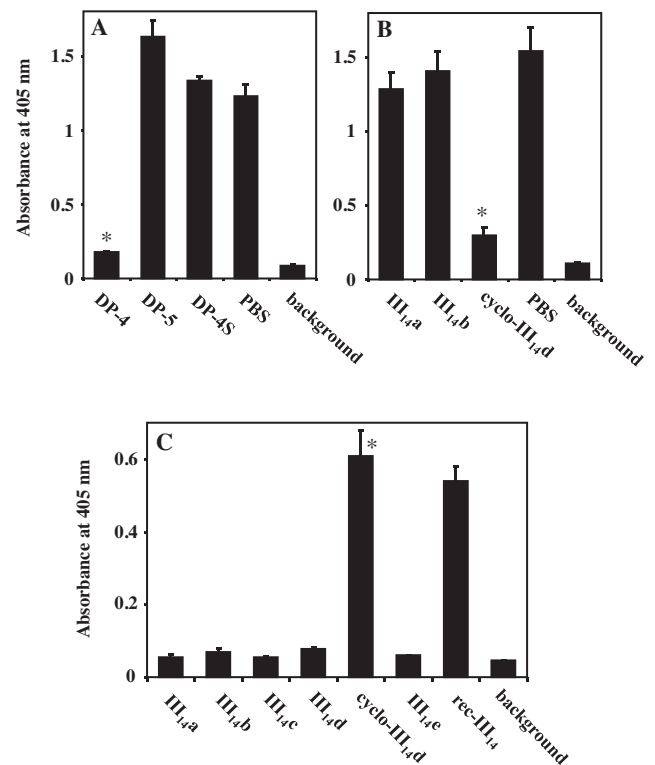 A
Absorbance at 405 nm
1.5
1
0.5
0
*
DP-4
DP-5
DP-4S
PBS
background
B
1.5
1
0.5
0
*
III14a
III14b
cyclo-III14d
PBS
background
C
Absorbance at 405 nm
0.6
0.4
0.2
0
*
III14a
III14b
III14c
III14d
cyclo-III14d
III14e
rec-III14
background